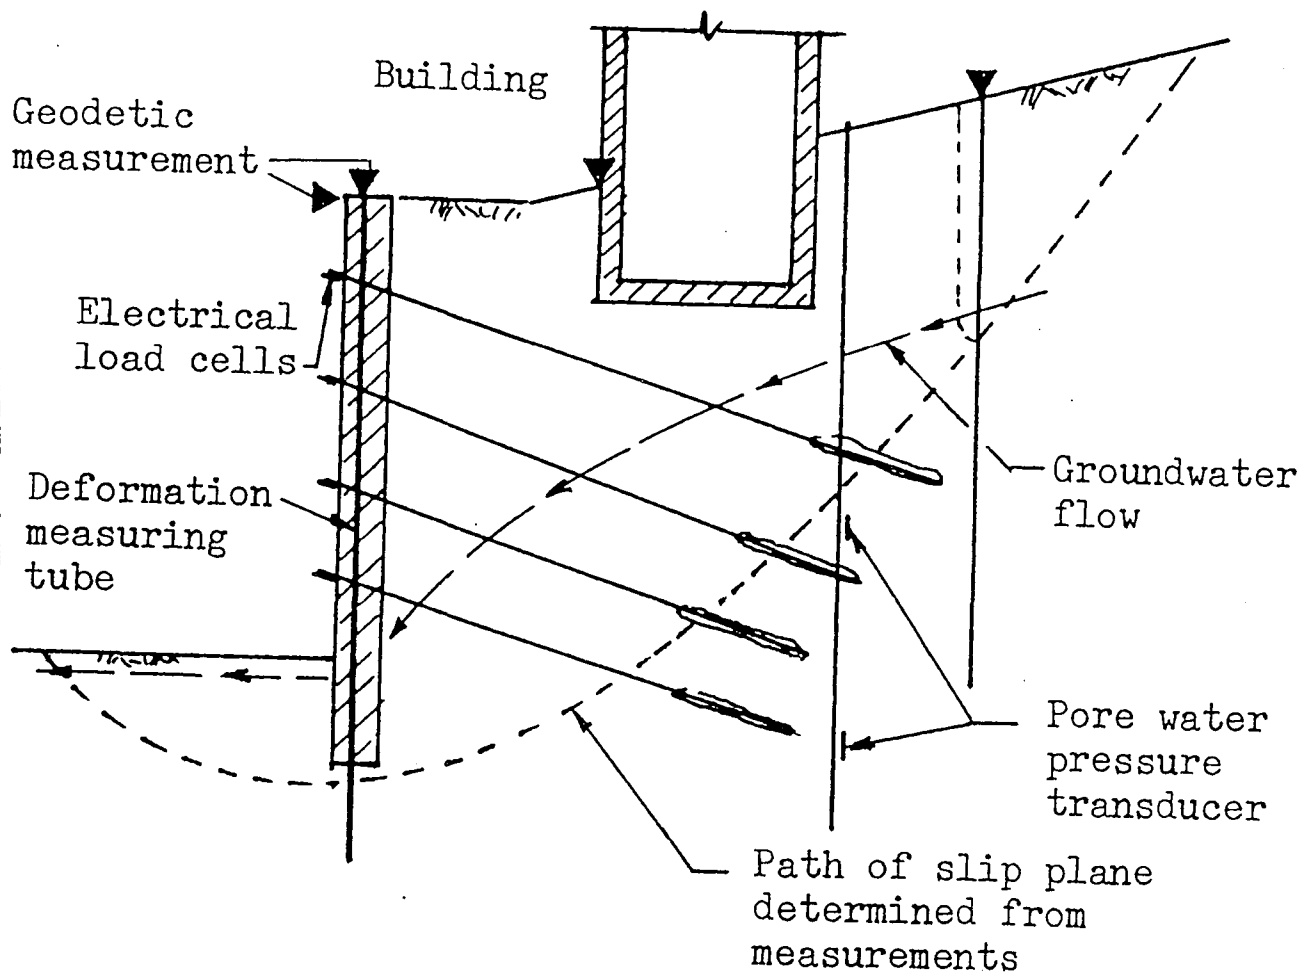 Building
Geodetic
measurement
Electrical
load cells
Deformation
measuring
tube
Groundwater
flow
Pore water
pressure
transducer
Path of slip plane
determined from
measurements